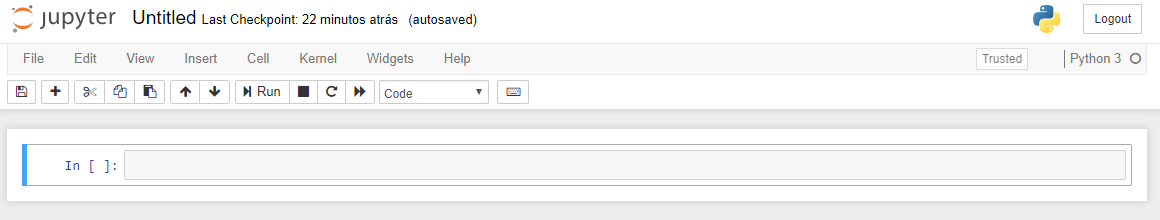 jupyter Untitled Last Checkpoint: 22 minutos atrás (autosaved) Logout
File Edit View Insert Cell Kernel Widgets Help Trusted Python 3
Run Code
In [ ]: